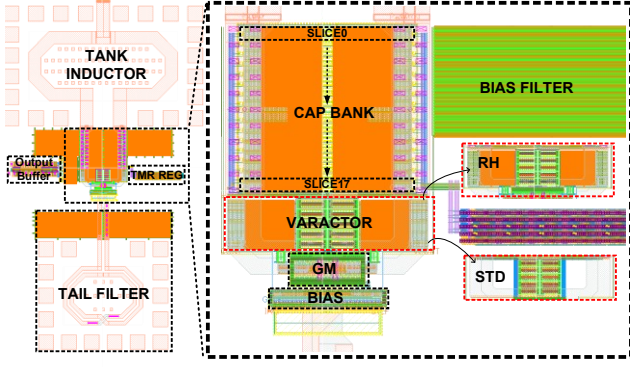 TANK
INDUCTOR
Output
Buffer
TMR REG
TAIL FILTER
SLICE0
CAP BANK
SLICE17
VARACTOR
GM
BIAS
BIAS FILTER
RH
STD